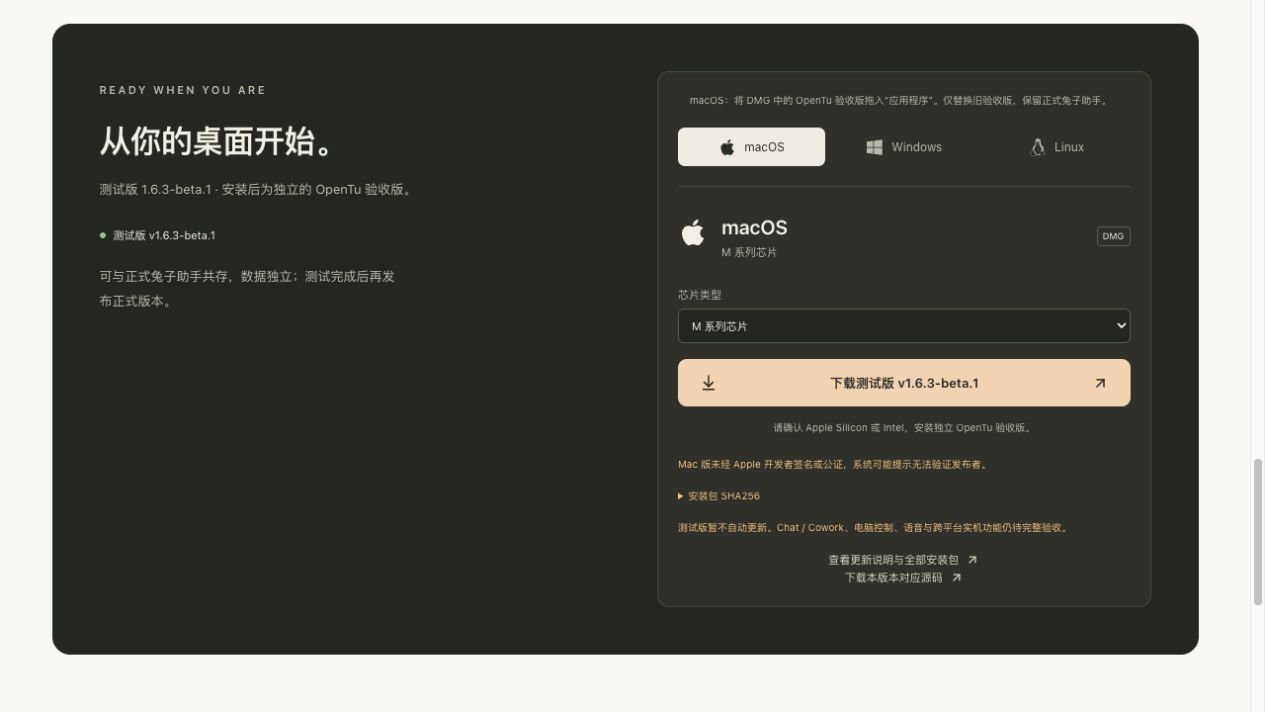 READY WHEN YOU ARE
从你的桌面开始。
测试版 1.6.3-beta.1 · 安装后为独立的 OpenTu 验收版。
测试版 v1.6.3-beta.1
可与正式兔子助手共存，数据独立；测试完成后再发
布正式版本。
macOS：将 DMG 中的 OpenTu 验收版拖入“应用程序”。仅替换旧验收版，保留正式兔子助手。
macOS
Windows
Linux
macOS
M 系列芯片
DMG
芯片类型
M 系列芯片
下载测试版 v1.6.3-beta.1
请确认 Apple Silicon 或 Intel，安装独立 OpenTu 验收版。
Mac 版未经 Apple 开发者签名或公证，系统可能提示无法验证发布者。
安装包 SHA256
测试版暂不自动更新。Chat / Cowork、电脑控制、语音与跨平台实机功能仍待完整验收。
查看更新说明与全部安装包
下载本版本对应源码